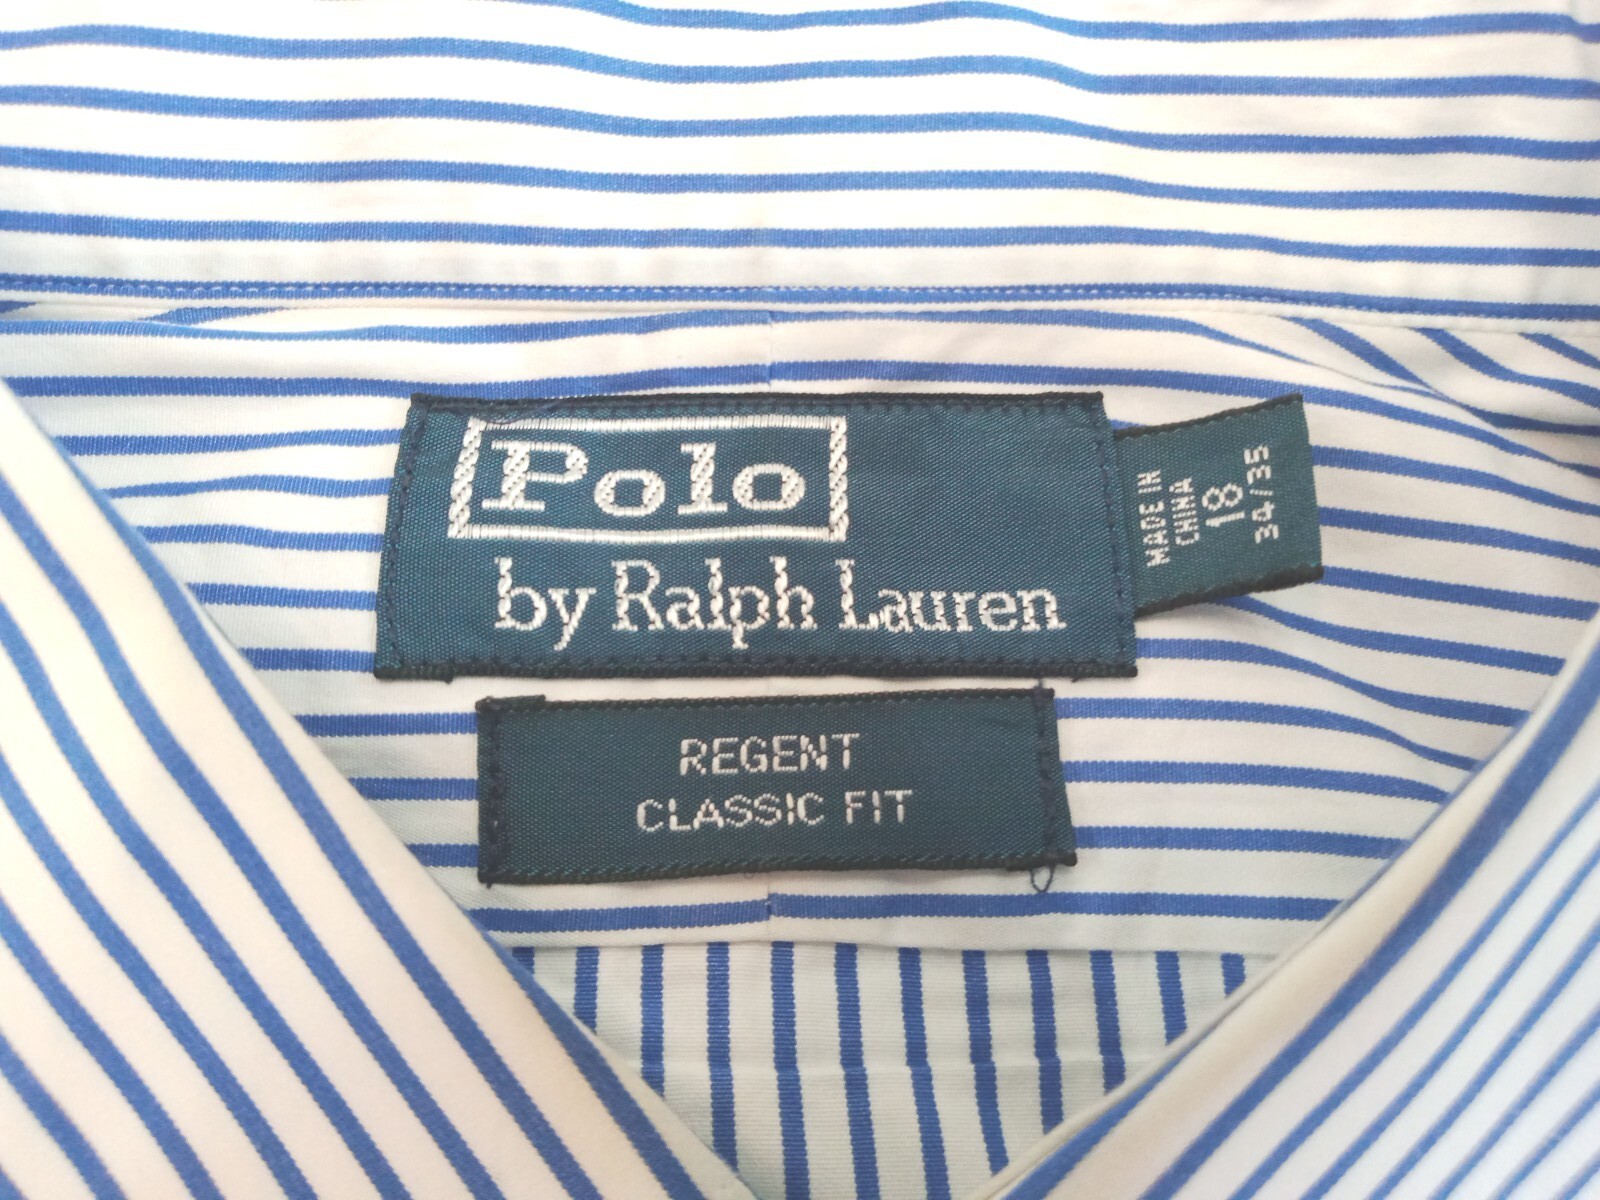 Polo
by Ralph Lauren
MADE IN
CHINA
18
34/35
REGENT
CLASSIC FIT